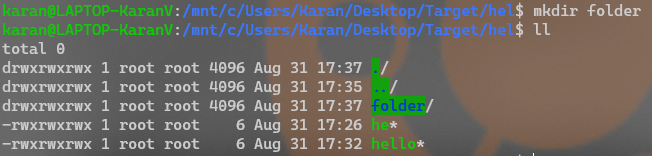 karan@LAPTOP-KaranV:/mnt/c/Users/Karan/Desktop/Target/hel$ mkdir folder
karan@LAPTOP-KaranV:/mnt/c/Users/Karan/Desktop/Target/hel$ ll
total 0
drwxrwxrwx 1 root root 4096 Aug 31 17:37 ./
drwxrwxrwx 1 root root 4096 Aug 31 17:35 ../
drwxrwxrwx 1 root root 4096 Aug 31 17:37 folder/
-rwxrwxrwx 1 root root    6 Aug 31 17:26 he*
-rwxrwxrwx 1 root root    6 Aug 31 17:32 hello*